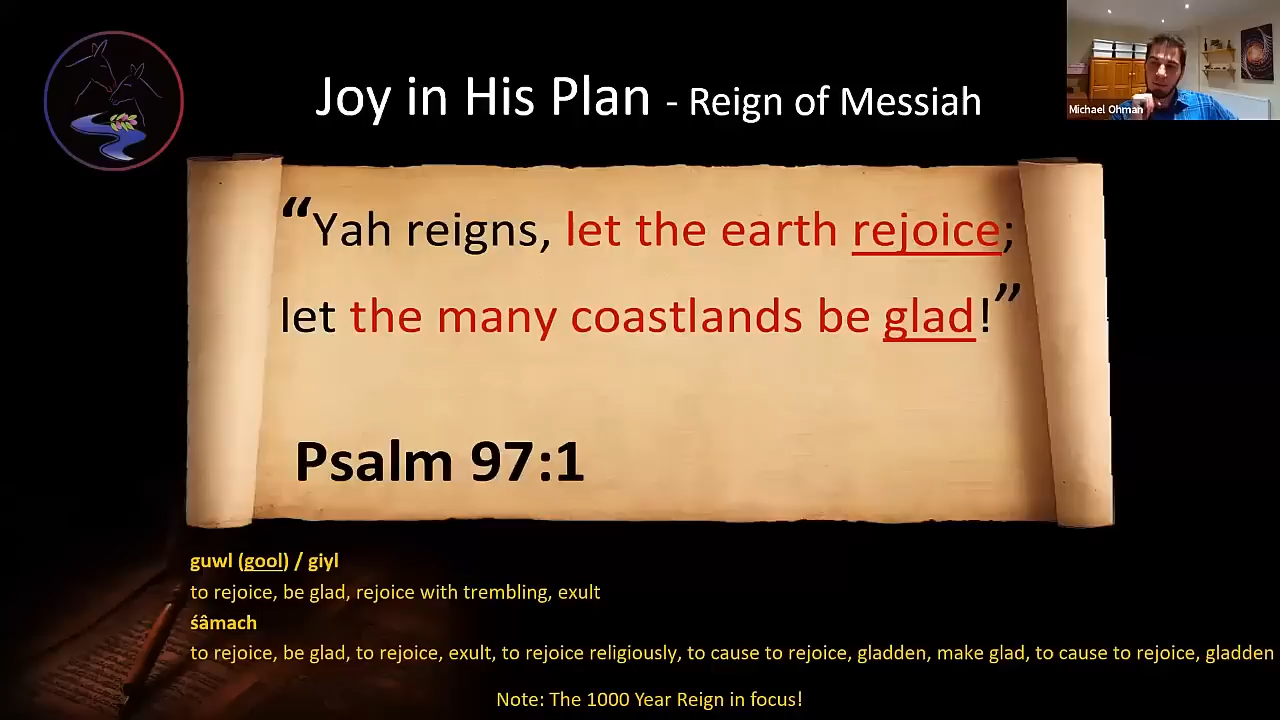 Joy in His Plan - Reign of Messiah
Michael Ohman
“Yah reigns, let the earth rejoice;
let the many coastlands be glad!”
Psalm 97:1
guwl (gool) / giyl
to rejoice, be glad, rejoice with trembling, exult
śâmach
to rejoice, be glad, to rejoice, exult, to rejoice religiously, to cause to rejoice, gladden, make glad, to cause to rejoice, gladden
Note: The 1000 Year Reign in focus!